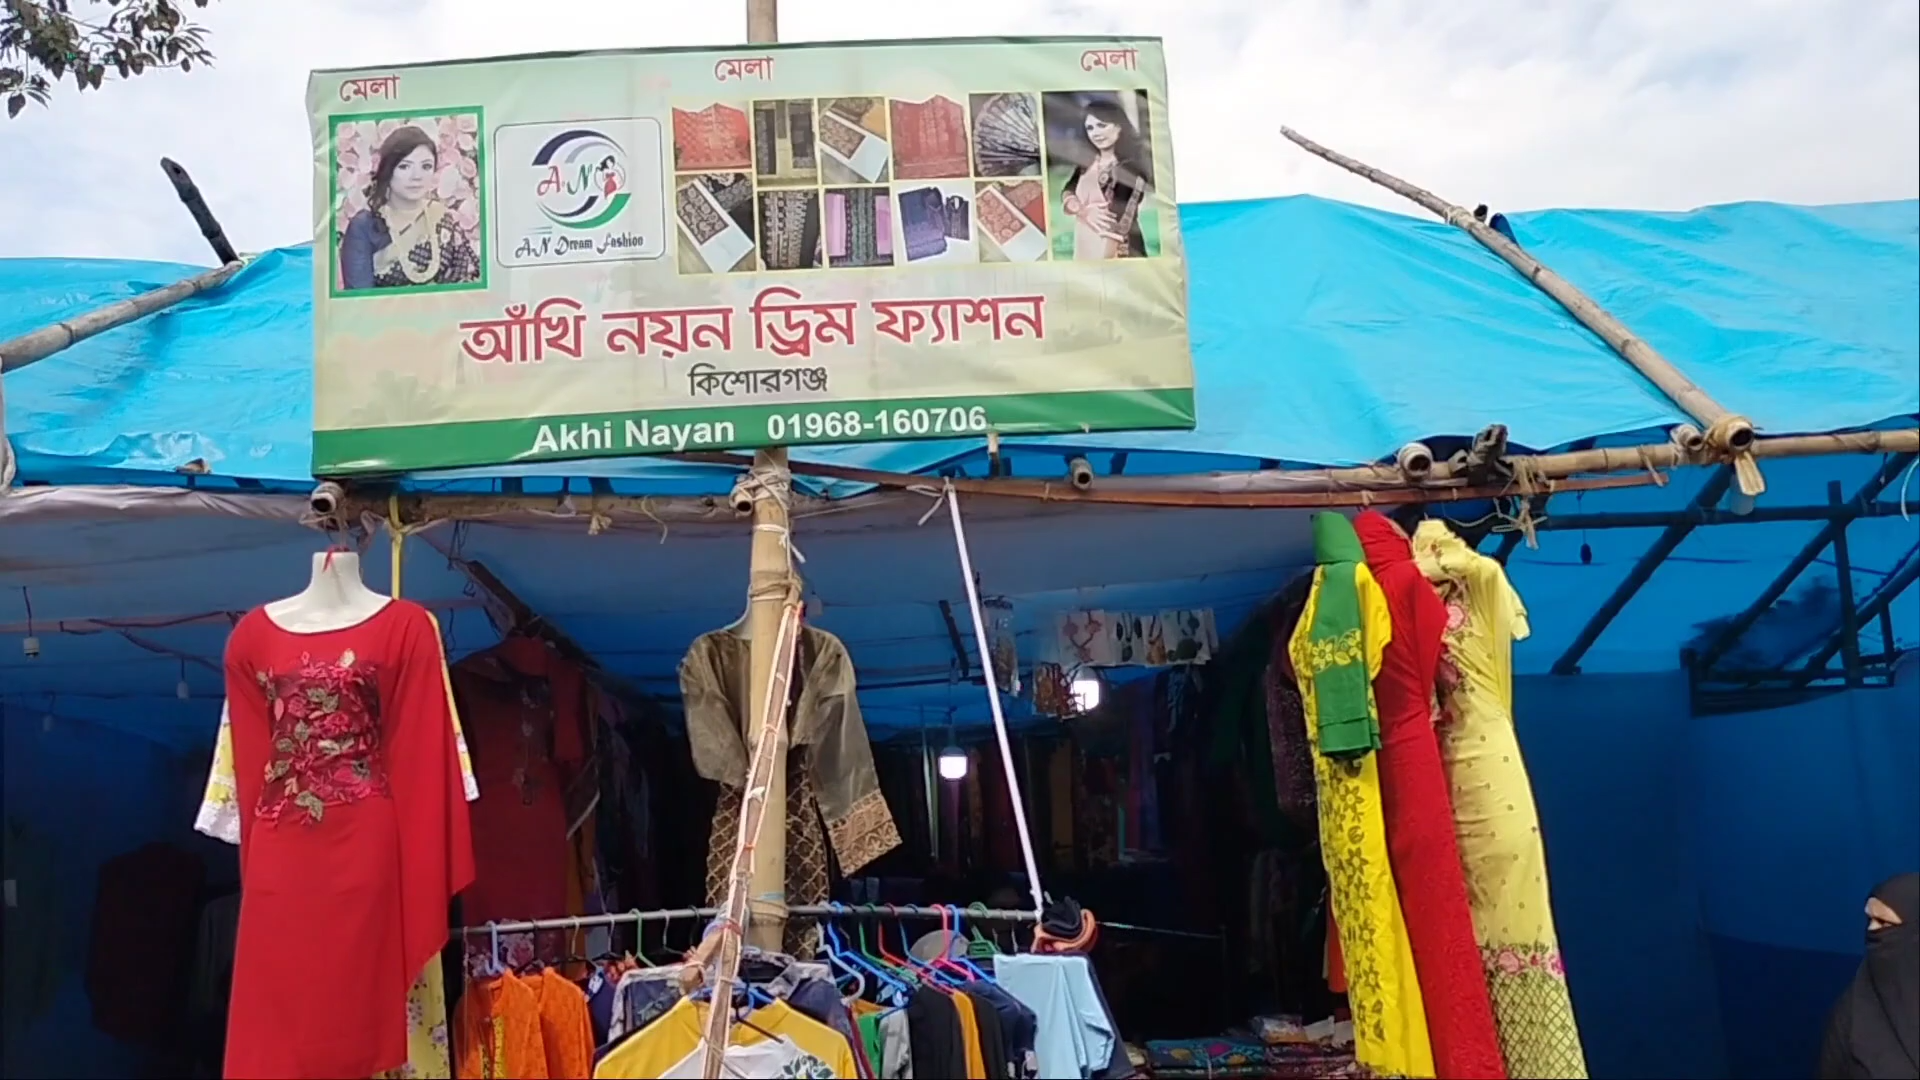 মেলা মেলা মেলা
A N
AN Dream Fashion
আঁখি নয়ন ড্রিম ফ্যাশন
কিশোরগঞ্জ
Akhi Nayan 01968-160706